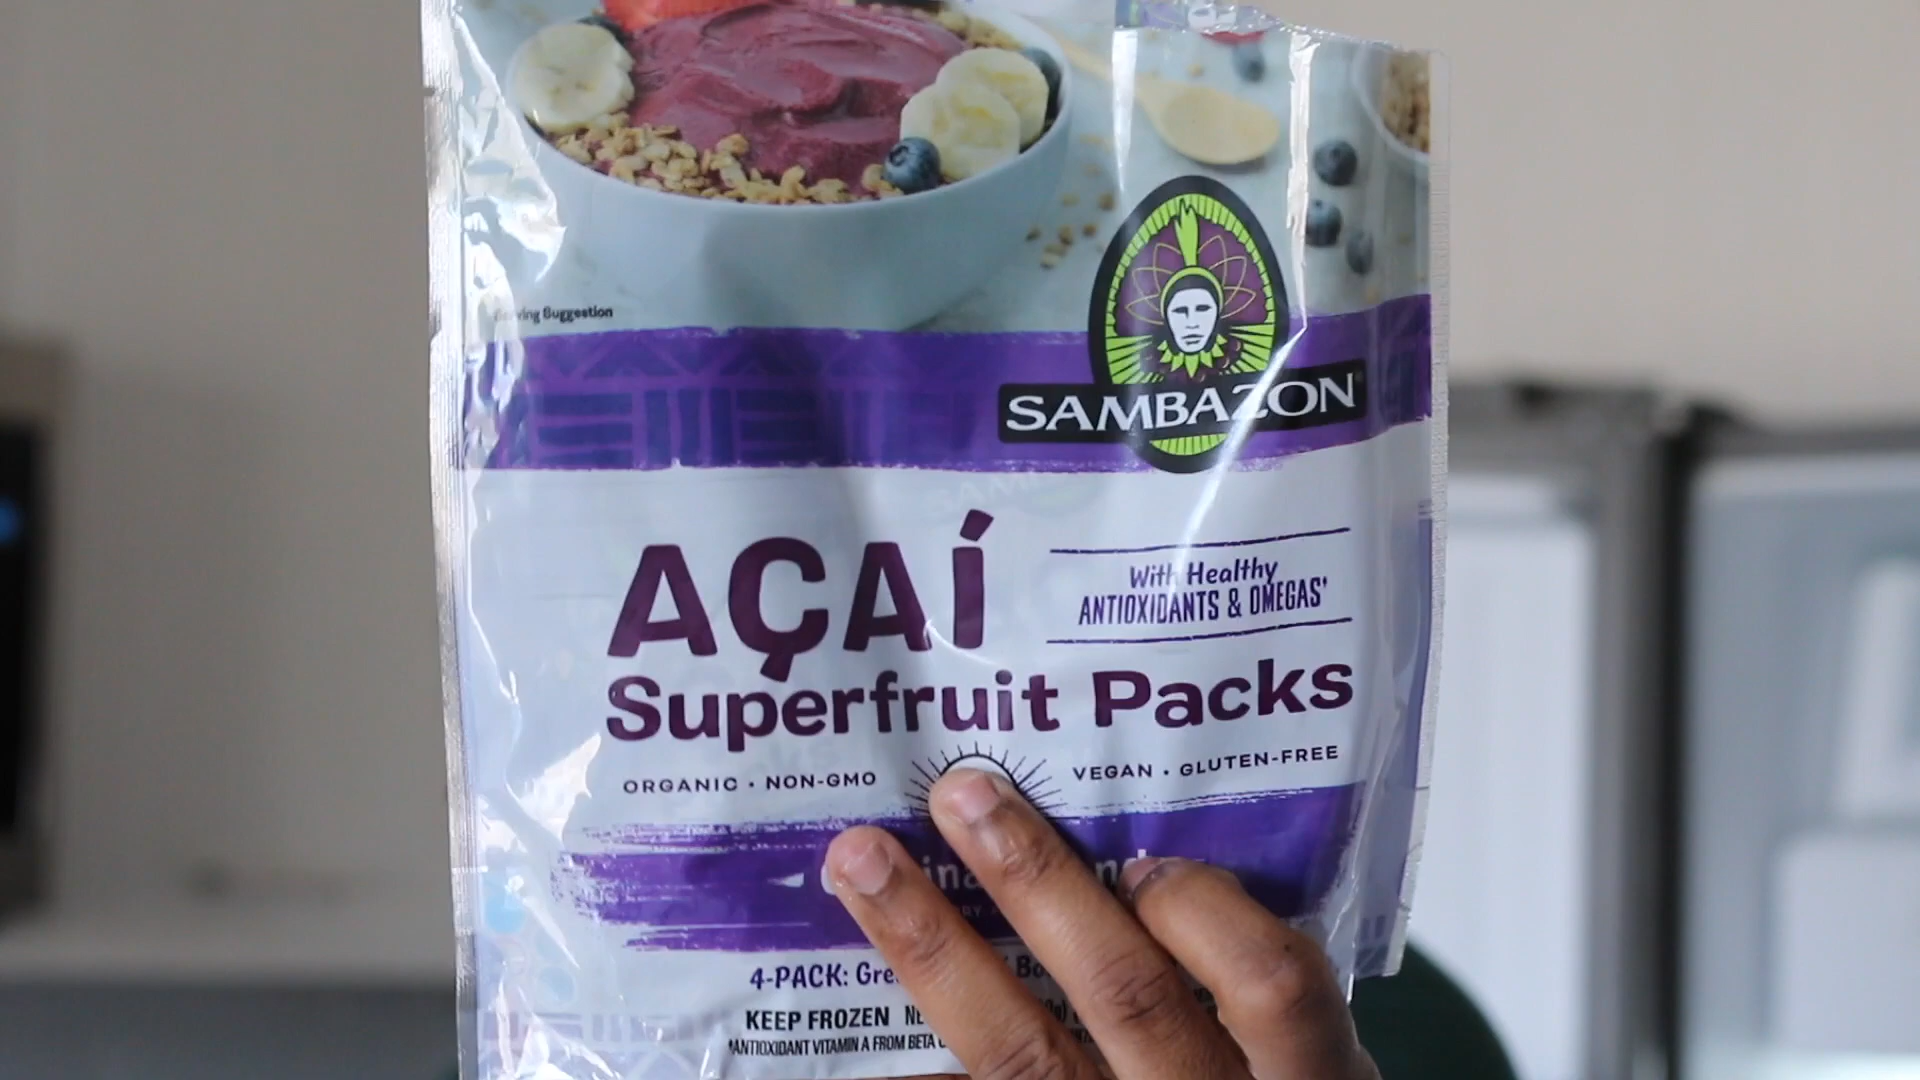 Serving Suggestion
SAMBAZON
AÇAÍ
With Healthy
ANTIOXIDANTS & OMEGAS
Superfruit Packs
ORGANIC • NON-GMO
VEGAN • GLUTEN-FREE
4-PACK:
KEEP FROZEN
ANTIOXIDANT VITAMIN A FROM BETA